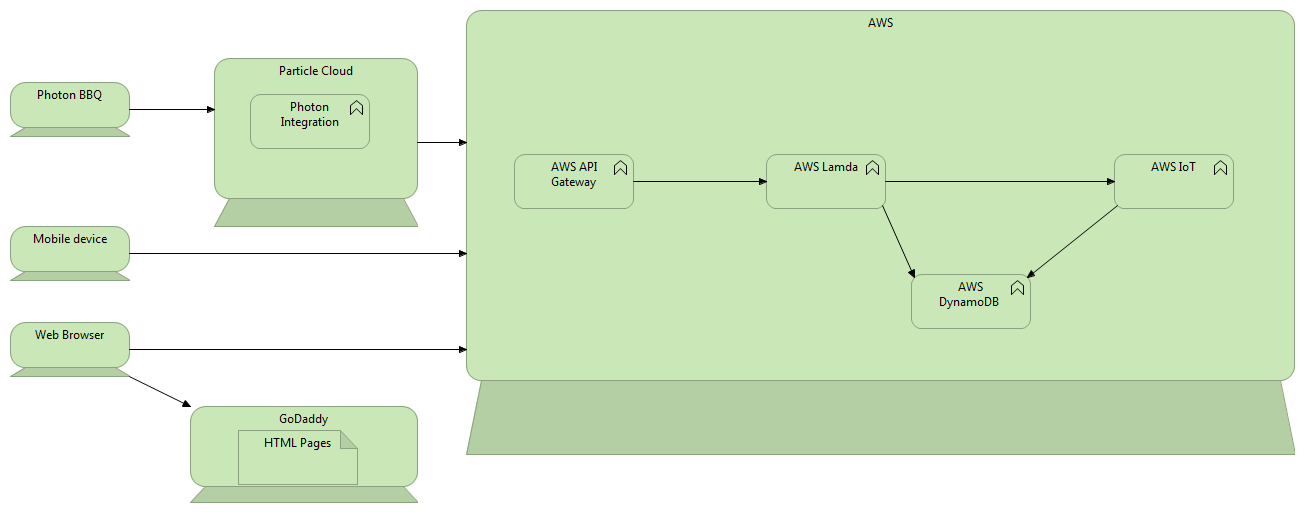 AWS
Particle Cloud
Photon BBQ
Photon
Integration
AWS API
Gateway
AWS Lamda
AWS IoT
Mobile device
AWS
DynamoDB
Web Browser
GoDaddy
HTML Pages